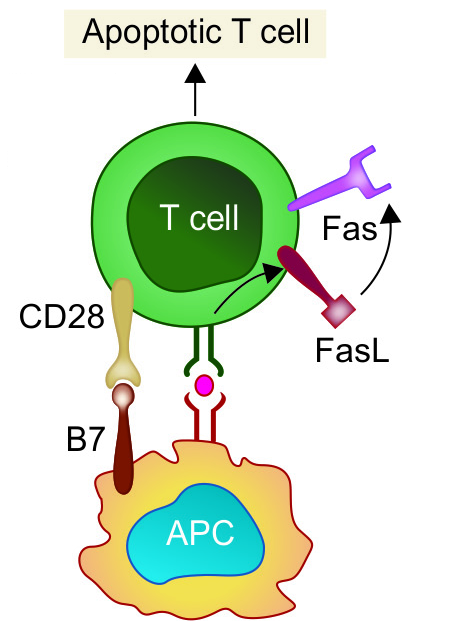 Apoptotic T cell
T cell
Fas
CD28
FasL
B7
APC